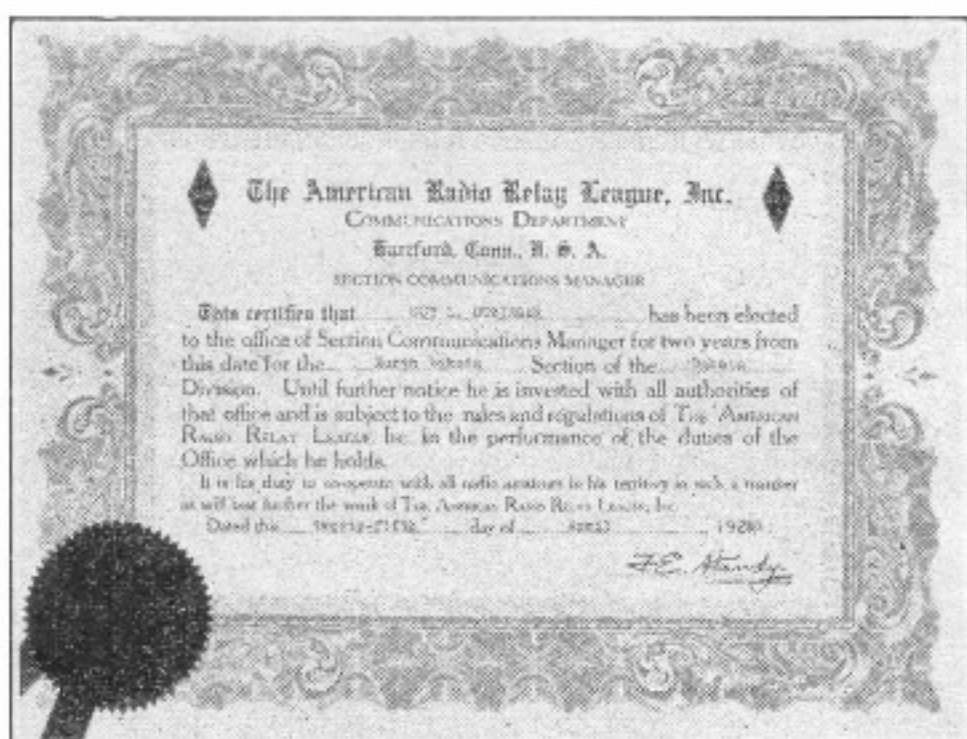 The American Radio Relay League, Inc.
COMMUNICATIONS DEPARTMENT
Hartford, Conn., U. S. A.
SECTION COMMUNICATIONS MANAGER
This certifies that has been elected
to the office of Section Communications Manager for two years from
this date for the North Dakota Section of the Dakota
Division. Until further notice he is invested with all authorities of
that office and is subject to the rules and regulations of THE AMERICAN
RADIO RELAY LEAGUE, INC. in the performance of the duties of the
Office which he holds.
It is his duty to co-operate with all radio amateurs in his territory in such a manner
as will best further the work of THE AMERICAN RADIO RELAY LEAGUE, Inc.
Dated this day of 192
F.E. Handy